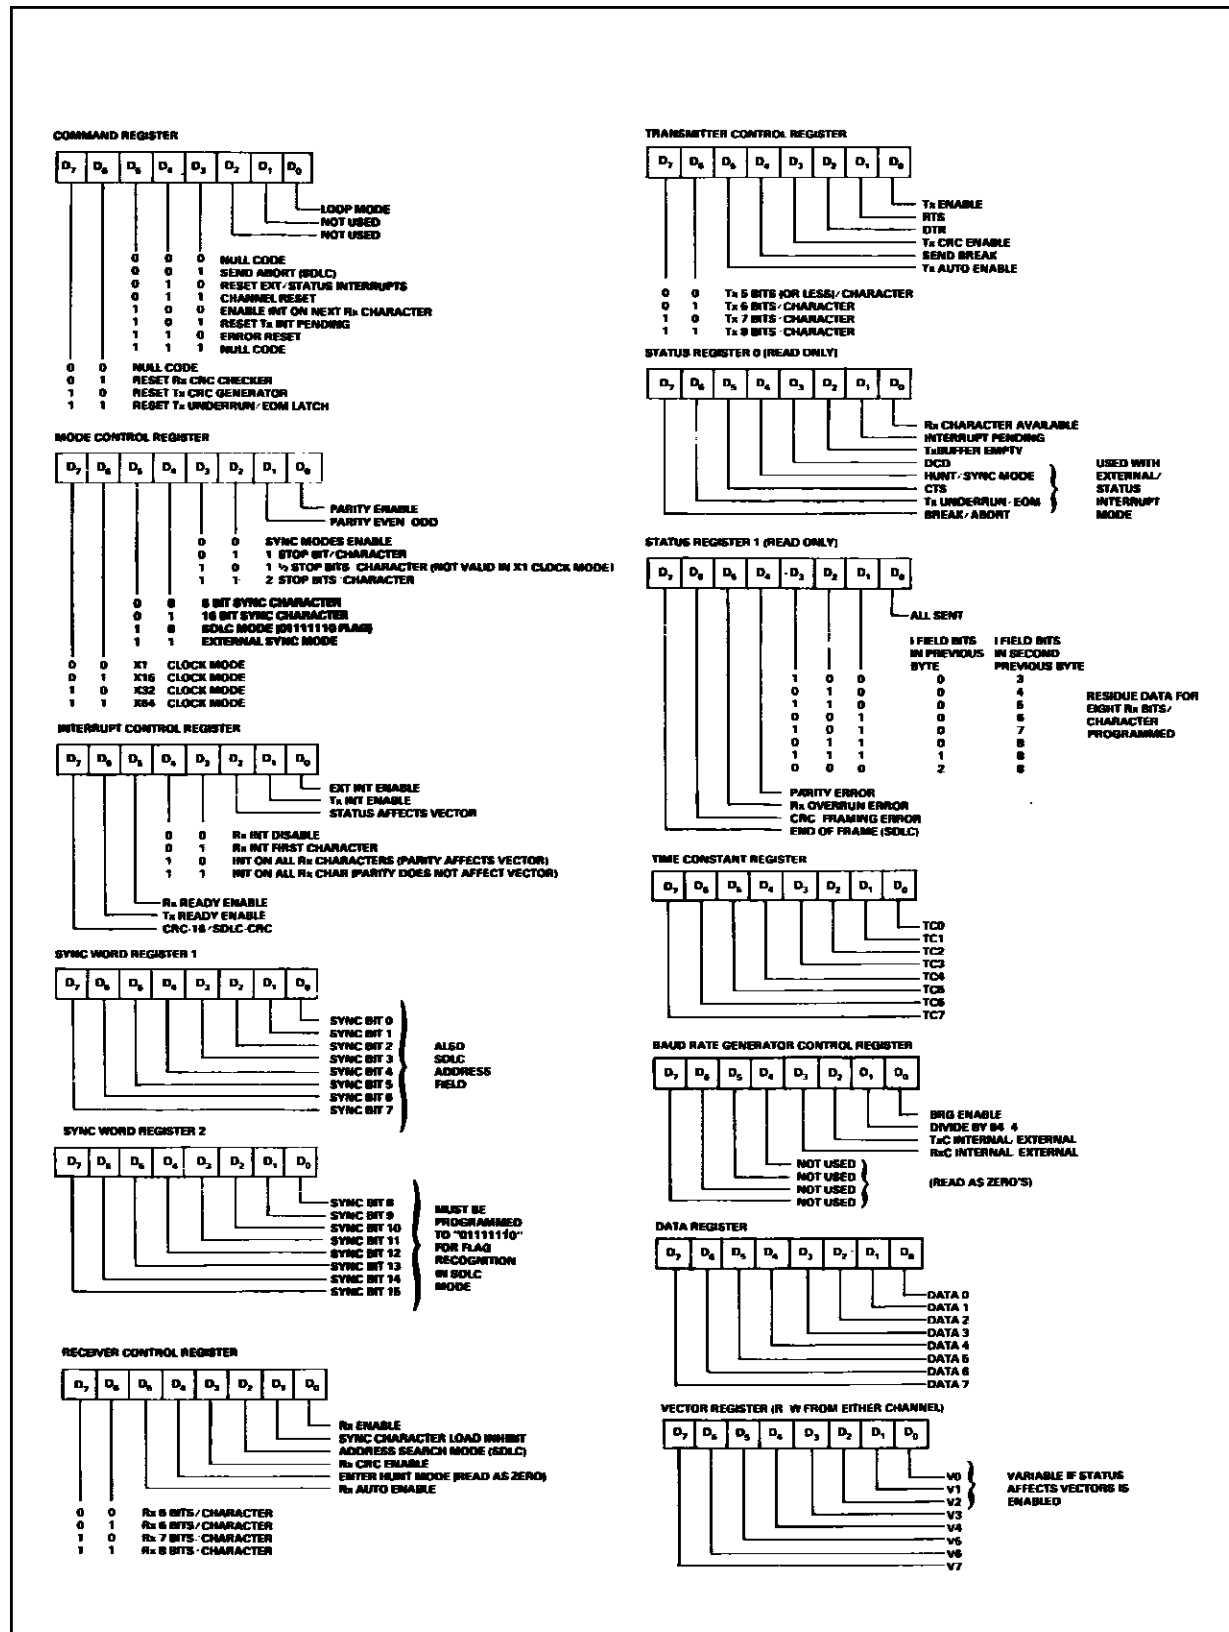 COMMAND REGISTER
D7 D6 D5 D4 D3 D2 D1 D0
LOOP MODE
NOT USED
NOT USED
0 0 0 NULL CODE
0 0 1 SEND ABORT (SDLC)
0 1 0 RESET EXT/STATUS INTERRUPTS
0 1 1 CHANNEL RESET
1 0 0 ENABLE INT ON NEXT Rx CHARACTER
1 0 1 RESET Tx INT PENDING
1 1 0 ERROR RESET
1 1 1 NULL CODE
0 0 NULL CODE
0 1 RESET Rx CRC CHECKER
1 0 RESET Tx CRC GENERATOR
1 1 RESET Tx UNDERRUN/EOM LATCH
MODE CONTROL REGISTER
D7 D6 D5 D4 D3 D2 D1 D0
PARITY ENABLE
PARITY EVEN ODD
0 0 SYNC MODES ENABLE
0 1 1 STOP BIT/CHARACTER
1 0 1 ½ STOP BITS CHARACTER (NOT VALID IN X1 CLOCK MODE)
1 1 2 STOP BITS CHARACTER
0 0 8 BIT SYNC CHARACTER
0 1 16 BIT SYNC CHARACTER
1 0 SDLC MODE (01111110 FLAG)
1 1 EXTERNAL SYNC MODE
0 0 X1 CLOCK MODE
0 1 X16 CLOCK MODE
1 0 X32 CLOCK MODE
1 1 X64 CLOCK MODE
INTERRUPT CONTROL REGISTER
D7 D6 D5 D4 D3 D2 D1 D0
EXT INT ENABLE
Tx INT ENABLE
STATUS AFFECTS VECTOR
0 0 Rx INT DISABLE
0 1 Rx INT FIRST CHARACTER
1 0 INT ON ALL Rx CHARACTERS (PARITY AFFECTS VECTOR)
1 1 INT ON ALL Rx CHAR (PARITY DOES NOT AFFECT VECTOR)
Rx READY ENABLE
Tx READY ENABLE
CRC-16/SDLC-CRC
SYNC WORD REGISTER 1
D7 D6 D5 D4 D3 D2 D1 D0
SYNC BIT 0
SYNC BIT 1
SYNC BIT 2 ALSO
SYNC BIT 3 SDLC
SYNC BIT 4 ADDRESS
SYNC BIT 5 FIELD
SYNC BIT 6
SYNC BIT 7
SYNC WORD REGISTER 2
D7 D6 D5 D4 D3 D2 D1 D0
SYNC BIT 8 MUST BE
SYNC BIT 9 PROGRAMMED
SYNC BIT 10 TO "01111110"
SYNC BIT 11 FOR FLAG
SYNC BIT 12 RECOGNITION
SYNC BIT 13 IN SDLC
SYNC BIT 14 MODE
SYNC BIT 15
RECEIVER CONTROL REGISTER
D7 D6 D5 D4 D3 D2 D1 D0
Rx ENABLE
SYNC CHARACTER LOAD INHIBIT
ADDRESS SEARCH MODE (SDLC)
Rx CRC ENABLE
ENTER HUNT MODE (READ AS ZERO)
Rx AUTO ENABLE
0 0 Rx 5 BITS/CHARACTER
0 1 Rx 6 BITS/CHARACTER
1 0 Rx 7 BITS CHARACTER
1 1 Rx 8 BITS CHARACTER
TRANSMITTER CONTROL REGISTER
D7 D6 D5 D4 D3 D2 D1 D0
Tx ENABLE
RTS
DTR
Tx CRC ENABLE
SEND BREAK
Tx AUTO ENABLE
0 0 Tx 5 BITS (OR LESS)/CHARACTER
0 1 Tx 6 BITS/CHARACTER
1 0 Tx 7 BITS CHARACTER
1 1 Tx 8 BITS CHARACTER
STATUS REGISTER 0 (READ ONLY)
D7 D6 D5 D4 D3 D2 D1 D0
Rx CHARACTER AVAILABLE
INTERRUPT PENDING
TxBUFFER EMPTY
DCD USED WITH
HUNT/SYNC MODE EXTERNAL/
CTS STATUS
Tx UNDERRUN/EOM INTERRUPT
BREAK/ABORT MODE
STATUS REGISTER 1 (READ ONLY)
D7 D6 D5 D4 D3 D2 D1 D0
ALL SENT
I FIELD BITS I FIELD BITS
IN PREVIOUS IN SECOND
BYTE PREVIOUS BYTE
1 0 0 0 3
0 1 0 0 4 RESIDUE DATA FOR
1 1 0 0 5 EIGHT Rx BITS/
0 0 1 0 6 CHARACTER
1 0 1 0 7 PROGRAMMED
0 1 1 0 8
1 1 1 1 8
0 0 0 2 8
PARITY ERROR
Rx OVERRUN ERROR
CRC FRAMING ERROR
END OF FRAME (SDLC)
TIME CONSTANT REGISTER
D7 D6 D5 D4 D3 D2 D1 D0
TC0
TC1
TC2
TC3
TC4
TC5
TC6
TC7
BAUD RATE GENERATOR CONTROL REGISTER
D7 D6 D5 D4 D3 D2 D1 D0
BRG ENABLE
DIVIDE BY 64 4
TxC INTERNAL EXTERNAL
RxC INTERNAL EXTERNAL
NOT USED
NOT USED (READ AS ZERO'S)
NOT USED
NOT USED
DATA REGISTER
D7 D6 D5 D4 D3 D2 D1 D0
DATA 0
DATA 1
DATA 2
DATA 3
DATA 4
DATA 5
DATA 6
DATA 7
VECTOR REGISTER (R W FROM EITHER CHANNEL)
D7 D6 D5 D4 D3 D2 D1 D0
V0 VARIABLE IF STATUS
V1 AFFECTS VECTORS IS
V2 ENABLED
V3
V4
V5
V6
V7